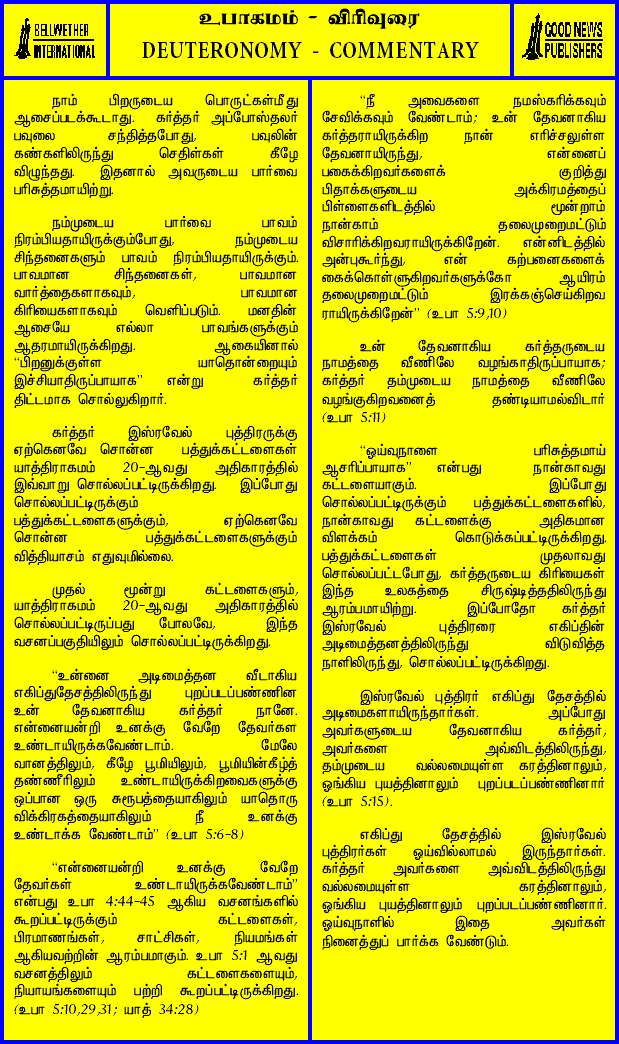 BELLWETHER
INTERNATIONAL
உபாகமம் - விரிவுரை
DEUTERONOMY - COMMENTARY
GOOD NEWS
PUBLISHERS
நாம் பிறருடைய பொருட்கள்மீது
ஆசைப்படக்கூடாது. கர்த்தர் அப்போஸ்தலர்
பவுலை சந்தித்தபோது, பவுலின்
கண்களிலிருந்து செதிள்கள் கீழே
விழுந்தது. இதனால் அவருடைய பார்வை
பரிசுத்தமாயிற்று.
நம்முடைய பார்வை பாவம்
நிரம்பியதாயிருக்கும்போது, நம்முடைய
சிந்தனைகளும் பாவம் நிரம்பியதாயிருக்கும்.
பாவமான சிந்தனைகள், பாவமான
வார்த்தைகளாகவும், பாவமான
கிரியைகளாகவும் வெளிப்படும். மனதின்
ஆசையே எல்லா பாவங்களுக்கும்
ஆதரமாயிருக்கிறது. ஆகையினால்
“பிறனுக்குள்ள யாதொன்றையும்
இச்சியாதிருப்பாயாக” என்று கர்த்தர்
திட்டமாக சொல்லுகிறார்.
கர்த்தர் இஸ்ரவேல் புத்திரருக்கு
ஏற்கெனவே சொன்ன பத்துக்கட்டளைகள்
யாத்திராகமம் 20-ஆவது அதிகாரத்தில்
இவ்வாறு சொல்லப்பட்டிருக்கிறது. இப்போது
சொல்லப்பட்டிருக்கும்
பத்துக்கட்டளைகளுக்கும், ஏற்கெனவே
சொன்ன பத்துக்கட்டளைகளுக்கும்
வித்தியாசம் எதுவுமில்லை.
முதல் மூன்று கட்டளைகளும்,
யாத்திராகமம் 20-ஆவது அதிகாரத்தில்
சொல்லப்பட்டிருப்பது போலவே, இந்த
வசனப்பகுதியிலும் சொல்லப்பட்டிருக்கிறது.
“உன்னை அடிமைத்தன வீடாகிய
எகிப்துதேசத்திலிருந்து புறப்படப்பண்ணின
உன் தேவனாகிய கர்த்தர் நானே.
என்னையன்றி உனக்கு வேறே தேவர்கள
உண்டாயிருக்கவேண்டாம். மேலே
வானத்திலும், கீழே பூமியிலும், பூமியின்கீழ்த்
தண்ணீரிலும் உண்டாயிருக்கிறவைகளுக்கு
ஒப்பான ஒரு சுரூபத்தையாகிலும் யாதொரு
விக்கிரகத்தையாகிலும் நீ உனக்கு
உண்டாக்க வேண்டாம்” (உபா 5:6-8)
“என்னையன்றி உனக்கு வேறே
தேவர்கள் உண்டாயிருக்கவேண்டாம்”
என்பது உபா 4:44-45 ஆகிய வசனங்களில்
கூறப்பட்டிருக்கும் கட்டளைகள்,
பிரமாணங்கள், சாட்சிகள், நியமங்கள்
ஆகியவற்றின் ஆரம்பமாகும். உபா 5:1 ஆவது
வசனத்திலும் கட்டளைகளையும்,
நியாயங்களையும் பற்றி கூறப்பட்டிருக்கிறது.
(உபா 5:10,29,31; யாத் 34:28)
“நீ அவைகளை நமஸ்கரிக்கவும்
சேவிக்கவும் வேண்டாம்; உன் தேவனாகிய
கர்த்தராயிருக்கிற நான் எரிச்சலுள்ள
தேவனாயிருந்து, என்னைப்
பகைக்கிறவர்களைக் குறித்து
பிதாக்களுடைய அக்கிரமத்தைப்
பிள்ளைகளிடத்தில் மூன்றாம்
நான்காம் தலைமுறைமட்டும்
விசாரிக்கிறவராயிருக்கிறேன். என்னிடத்தில்
அன்புகூர்ந்து, என் கற்பனைகளைக்
கைக்கொள்ளுகிறவர்களுக்கோ ஆயிரம்
தலைமுறைமட்டும் இரக்கஞ்செய்கிறவ
ராயிருக்கிறேன்” (உபா 5:9,10)
உன் தேவனாகிய கர்த்தருடைய
நாமத்தை வீணிலே வழங்காதிருப்பாயாக;
கர்த்தர் தம்முடைய நாமத்தை வீணிலே
வழங்குகிறவனைத் தண்டியாமல்விடார்
(உபா 5:11)
“ஓய்வுநாளை பரிசுத்தமாய்
ஆசரிப்பாயாக” என்பது நான்காவது
கட்டளையாகும். இப்போது
சொல்லப்பட்டிருக்கும் பத்துக்கட்டளைகளில்,
நான்காவது கட்டளைக்கு அதிகமான
விளக்கம் கொடுக்கப்பட்டிருக்கிறது.
பத்துக்கட்டளைகள் முதலாவது
சொல்லப்பட்டபோது, கர்த்தருடைய கிரியைகள்
இந்த உலகத்தை சிருஷ்டித்ததிலிருந்து
ஆரம்பமாயிற்று. இப்போதோ கர்த்தர்
இஸ்ரவேல் புத்திரரை எகிப்தின்
அடிமைத்தனத்திலிருந்து விடுவித்த
நாளிலிருந்து, சொல்லப்பட்டிருக்கிறது.
இஸ்ரவேல் புத்திரர் எகிப்து தேசத்தில்
அடிமைகளாயிருந்தார்கள். அப்போது
அவர்களுடைய தேவனாகிய கர்த்தர்,
அவர்களை அவ்விடத்திலிருந்து,
தம்முடைய வல்லமையுள்ள கரத்தினாலும்,
ஓங்கிய புயத்தினாலும் புறப்படப்பண்ணினார்
(உபா 5:15).
எகிப்து தேசத்தில் இஸ்ரவேல்
புத்திரர்கள் ஓய்வில்லாமல் இருந்தார்கள்.
கர்த்தர் அவர்களை அவ்விடத்திலிருந்து
வல்லமையுள்ள கரத்தினாலும்,
ஓங்கிய புயத்தினாலும் புறப்படப்பண்ணினார்.
ஓய்வுநாளில் இதை அவர்கள்
நினைத்துப் பார்க்க வேண்டும்.